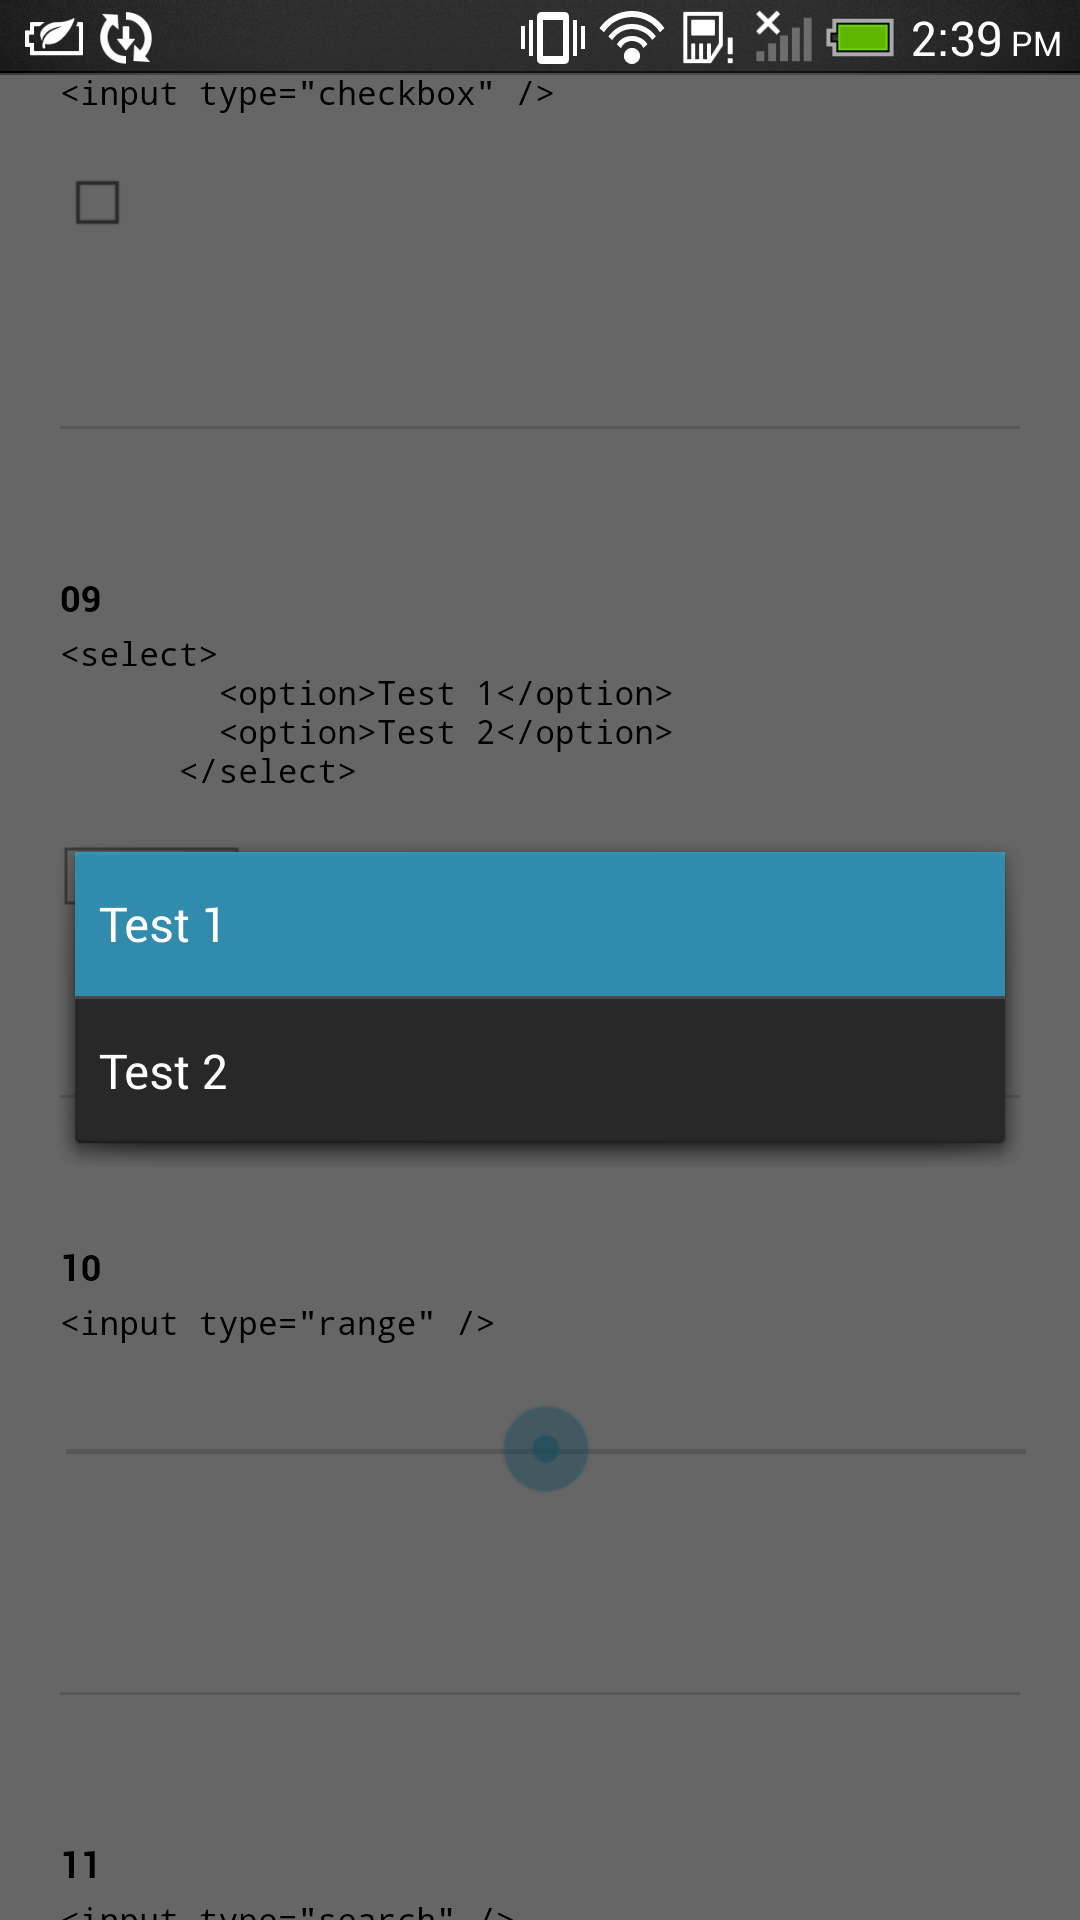 2:39 PM
<input type="checkbox" />
09
<select>
<option>Test 1</option>
<option>Test 2</option>
</select>
Test 1
Test 2
10
<input type="range" />
11
<input type="search" />